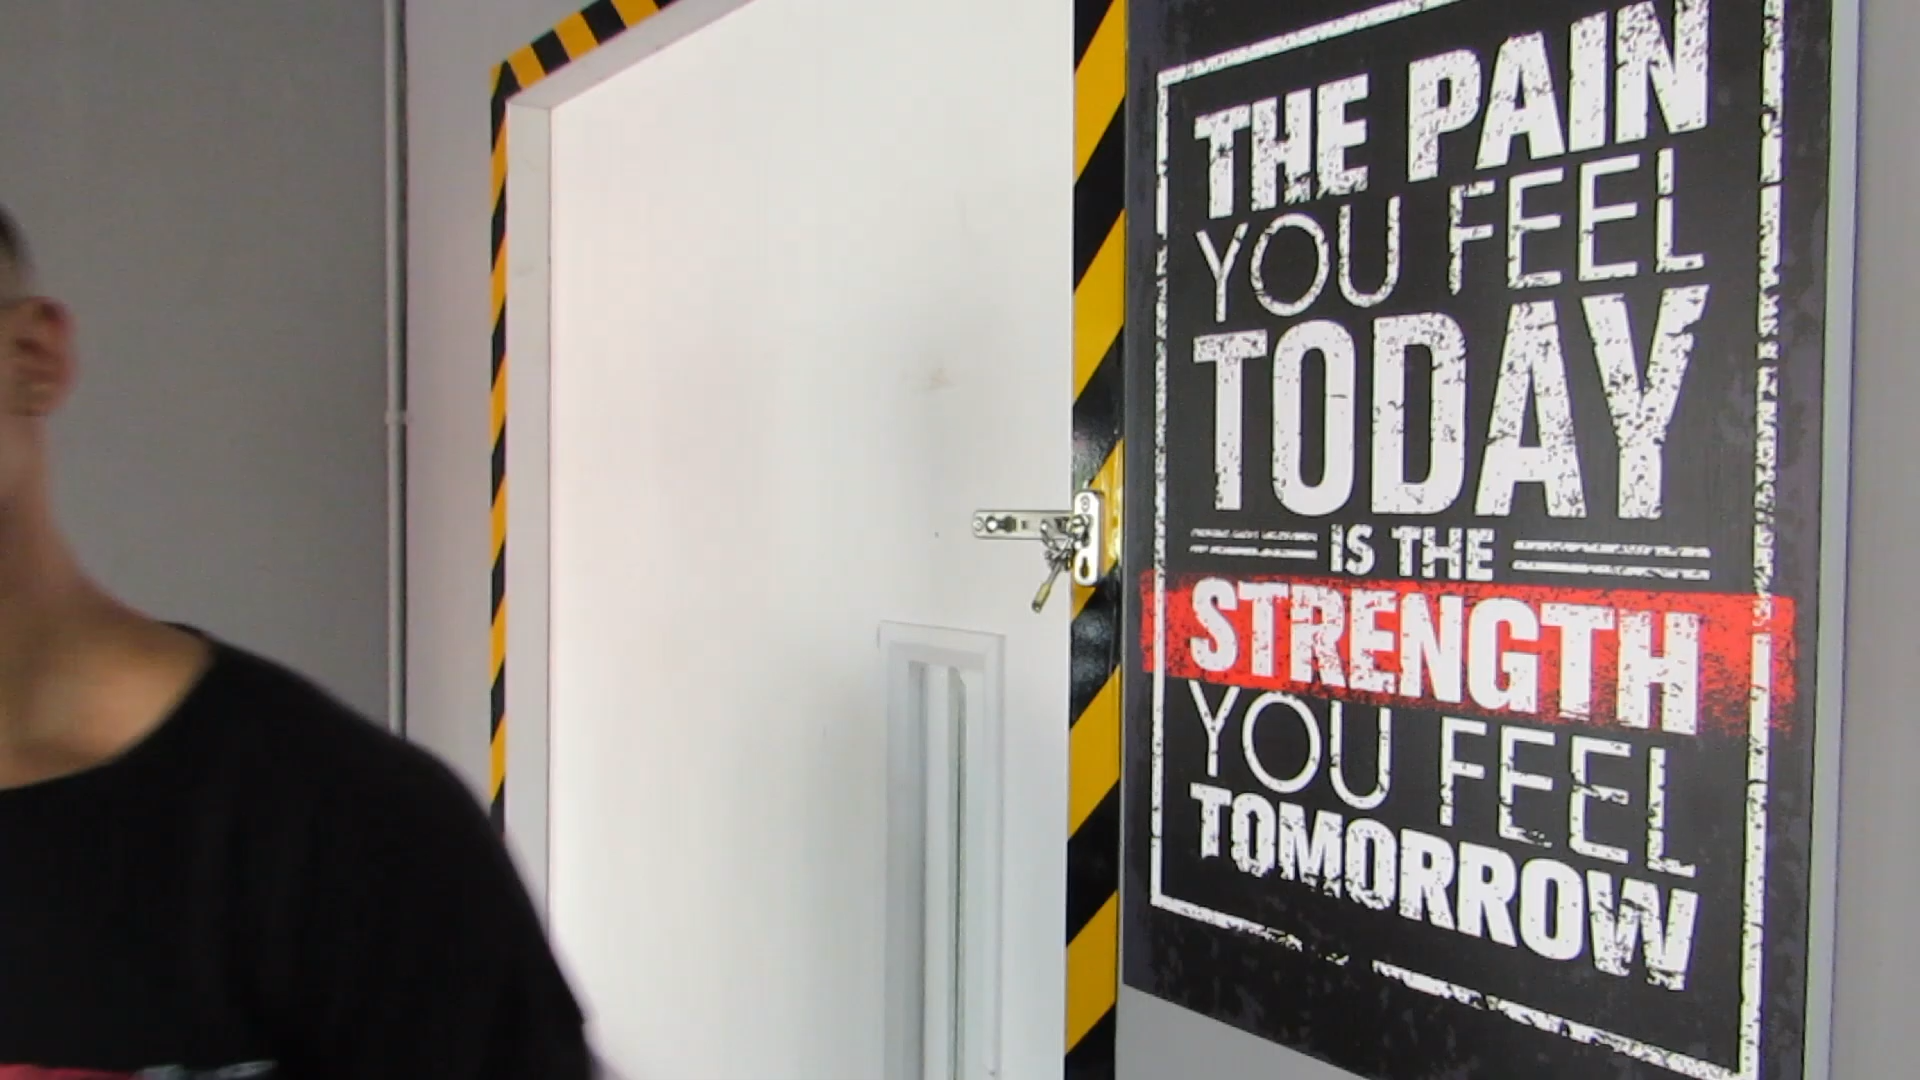 THE PAIN
YOU FEEL
TODAY
IS THE
STRENGTH
YOU FEEL
TOMORROW